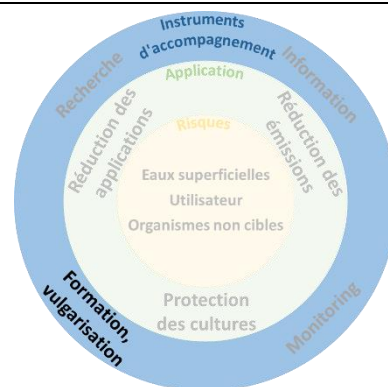 Instruments
d'accompagnement
Recherche
Information
Application
Réduction des
applications
Réduction des
émissions
Risques
Eaux superficielles
Utilisateur
Organismes non cibles
Protection
des cultures
Formation,
vulgarisation
Monitoring